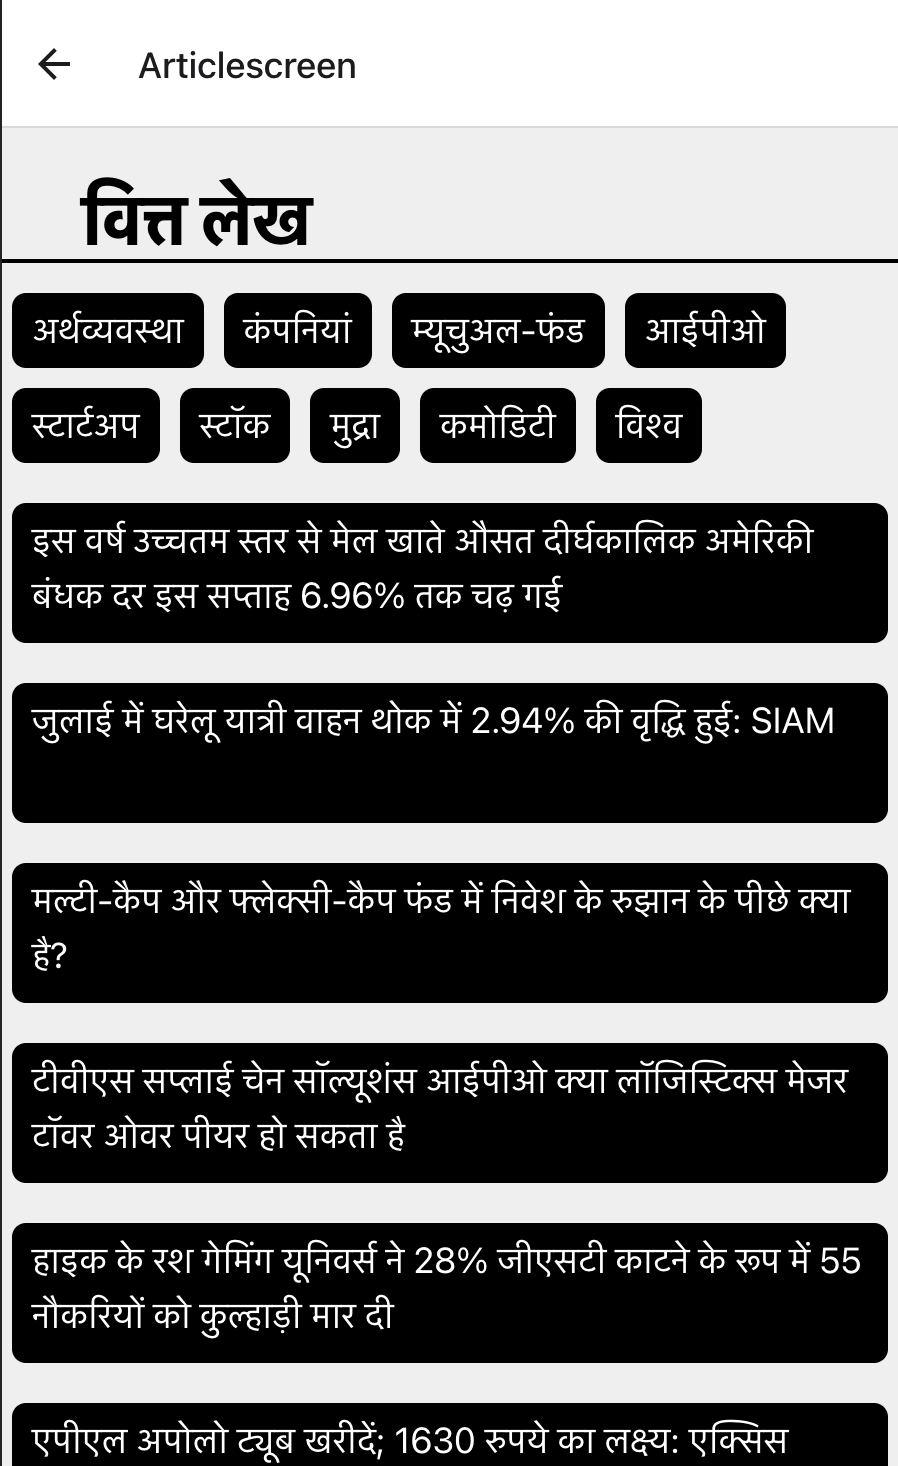 Articlescreen
वित्त लेख
अर्थव्यवस्था कंपनियां म्यूचुअल-फंड आईपीओ
स्टार्टअप स्टॉक मुद्रा कमोडिटी विश्व
इस वर्ष उच्चतम स्तर से मेल खाते औसत दीर्घकालिक अमेरिकी
बंधक दर इस सप्ताह 6.96% तक चढ़ गई
जुलाई में घरेलू यात्री वाहन थोक में 2.94% की वृद्धि हुई: SIAM
मल्टी-कैप और फ्लेक्सी-कैप फंड में निवेश के रुझान के पीछे क्या
है?
टीवीएस सप्लाई चेन सॉल्यूशंस आईपीओ क्या लॉजिस्टिक्स मेजर
टॉवर ओवर पीयर हो सकता है
हाइक के रश गेमिंग यूनिवर्स ने 28% जीएसटी काटने के रूप में 55
नौकरियों को कुल्हाड़ी मार दी
एपीएल अपोलो ट्यूब खरीदें; 1630 रुपये का लक्ष्य: एक्सिस